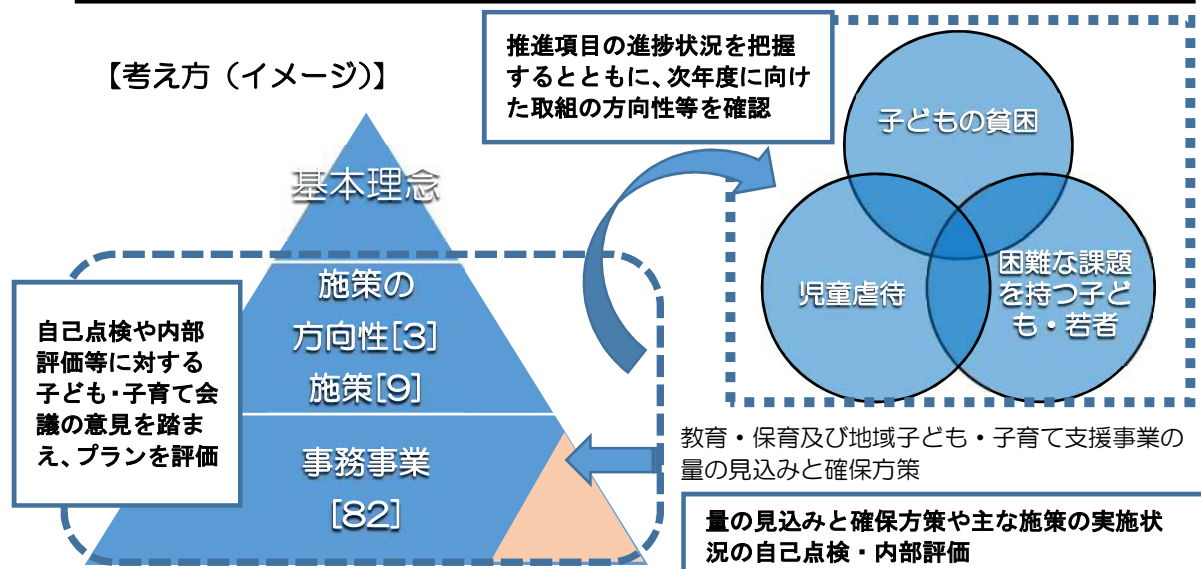 【考え方（イメージ）】
推進項目の進捗状況を把握
するとともに、次年度に向け
た取組の方向性等を確認
基本理念
施策の
方向性[3]
施策[9]
事務事業
[82]
自己点検や内部
評価等に対する
子ども・子育て会
議の意見を踏ま
え、プランを評価
子どもの貧困
児童虐待
困難な課題
を持つ子ど
も・若者
教育・保育及び地域子ども・子育て支援事業の
量の見込みと確保方策
量の見込みと確保方策や主な施策の実施状
況の自己点検・内部評価